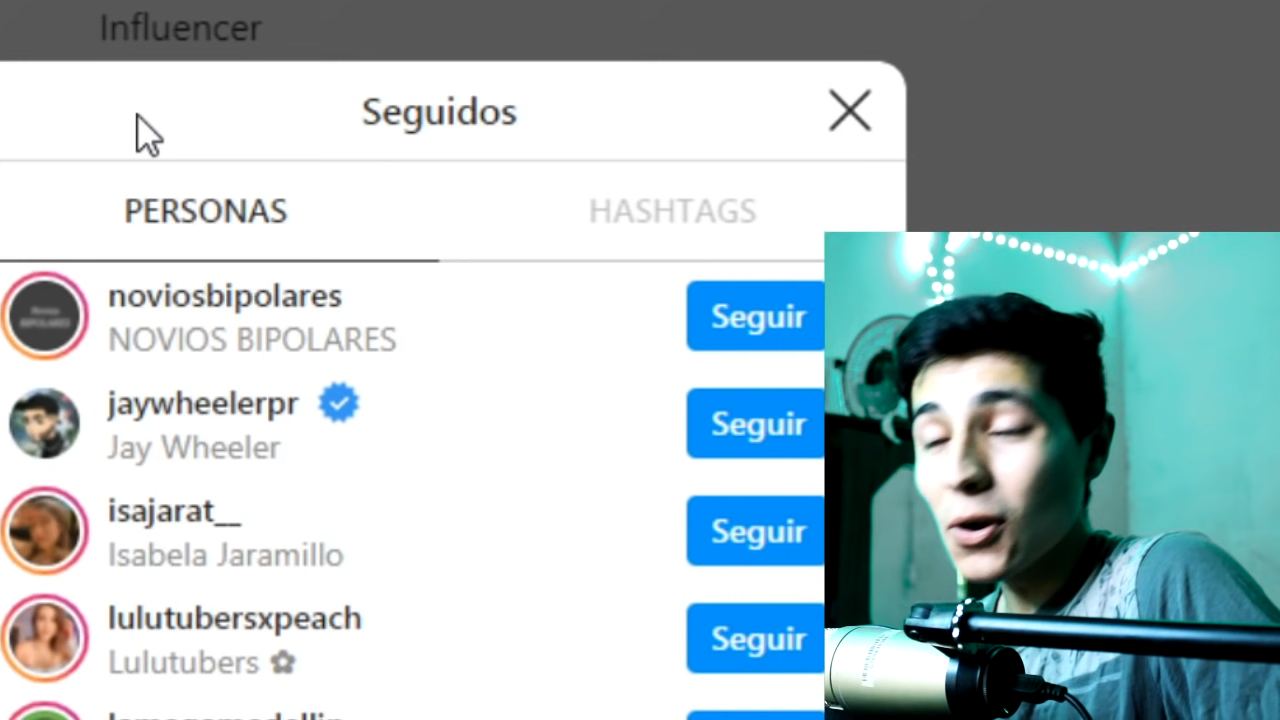 Influencer
Seguidos
PERSONAS
HASHTAGS
noviosbipolares
NOVIOS BIPOLARES
Seguir
jaywheelerpr
Jay Wheeler
Seguir
isajarat__
Isabela Jaramillo
Seguir
lulutubersxpeach
Lulutubers ✿
Seguir